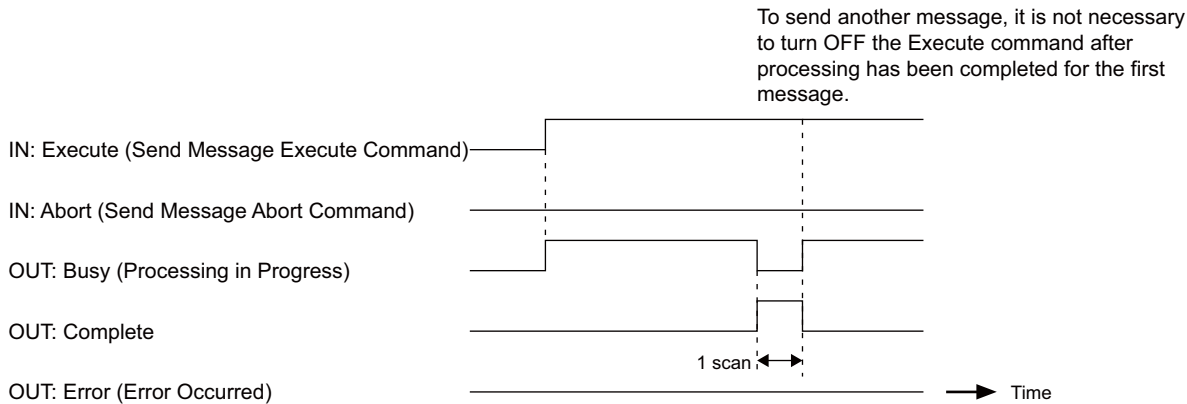 To send another message, it is not necessary
to turn OFF the Execute command after
processing has been completed for the first
message.
IN: Execute (Send Message Execute Command)
IN: Abort (Send Message Abort Command)
OUT: Busy (Processing in Progress)
OUT: Complete
1 scan
OUT: Error (Error Occurred)
Time